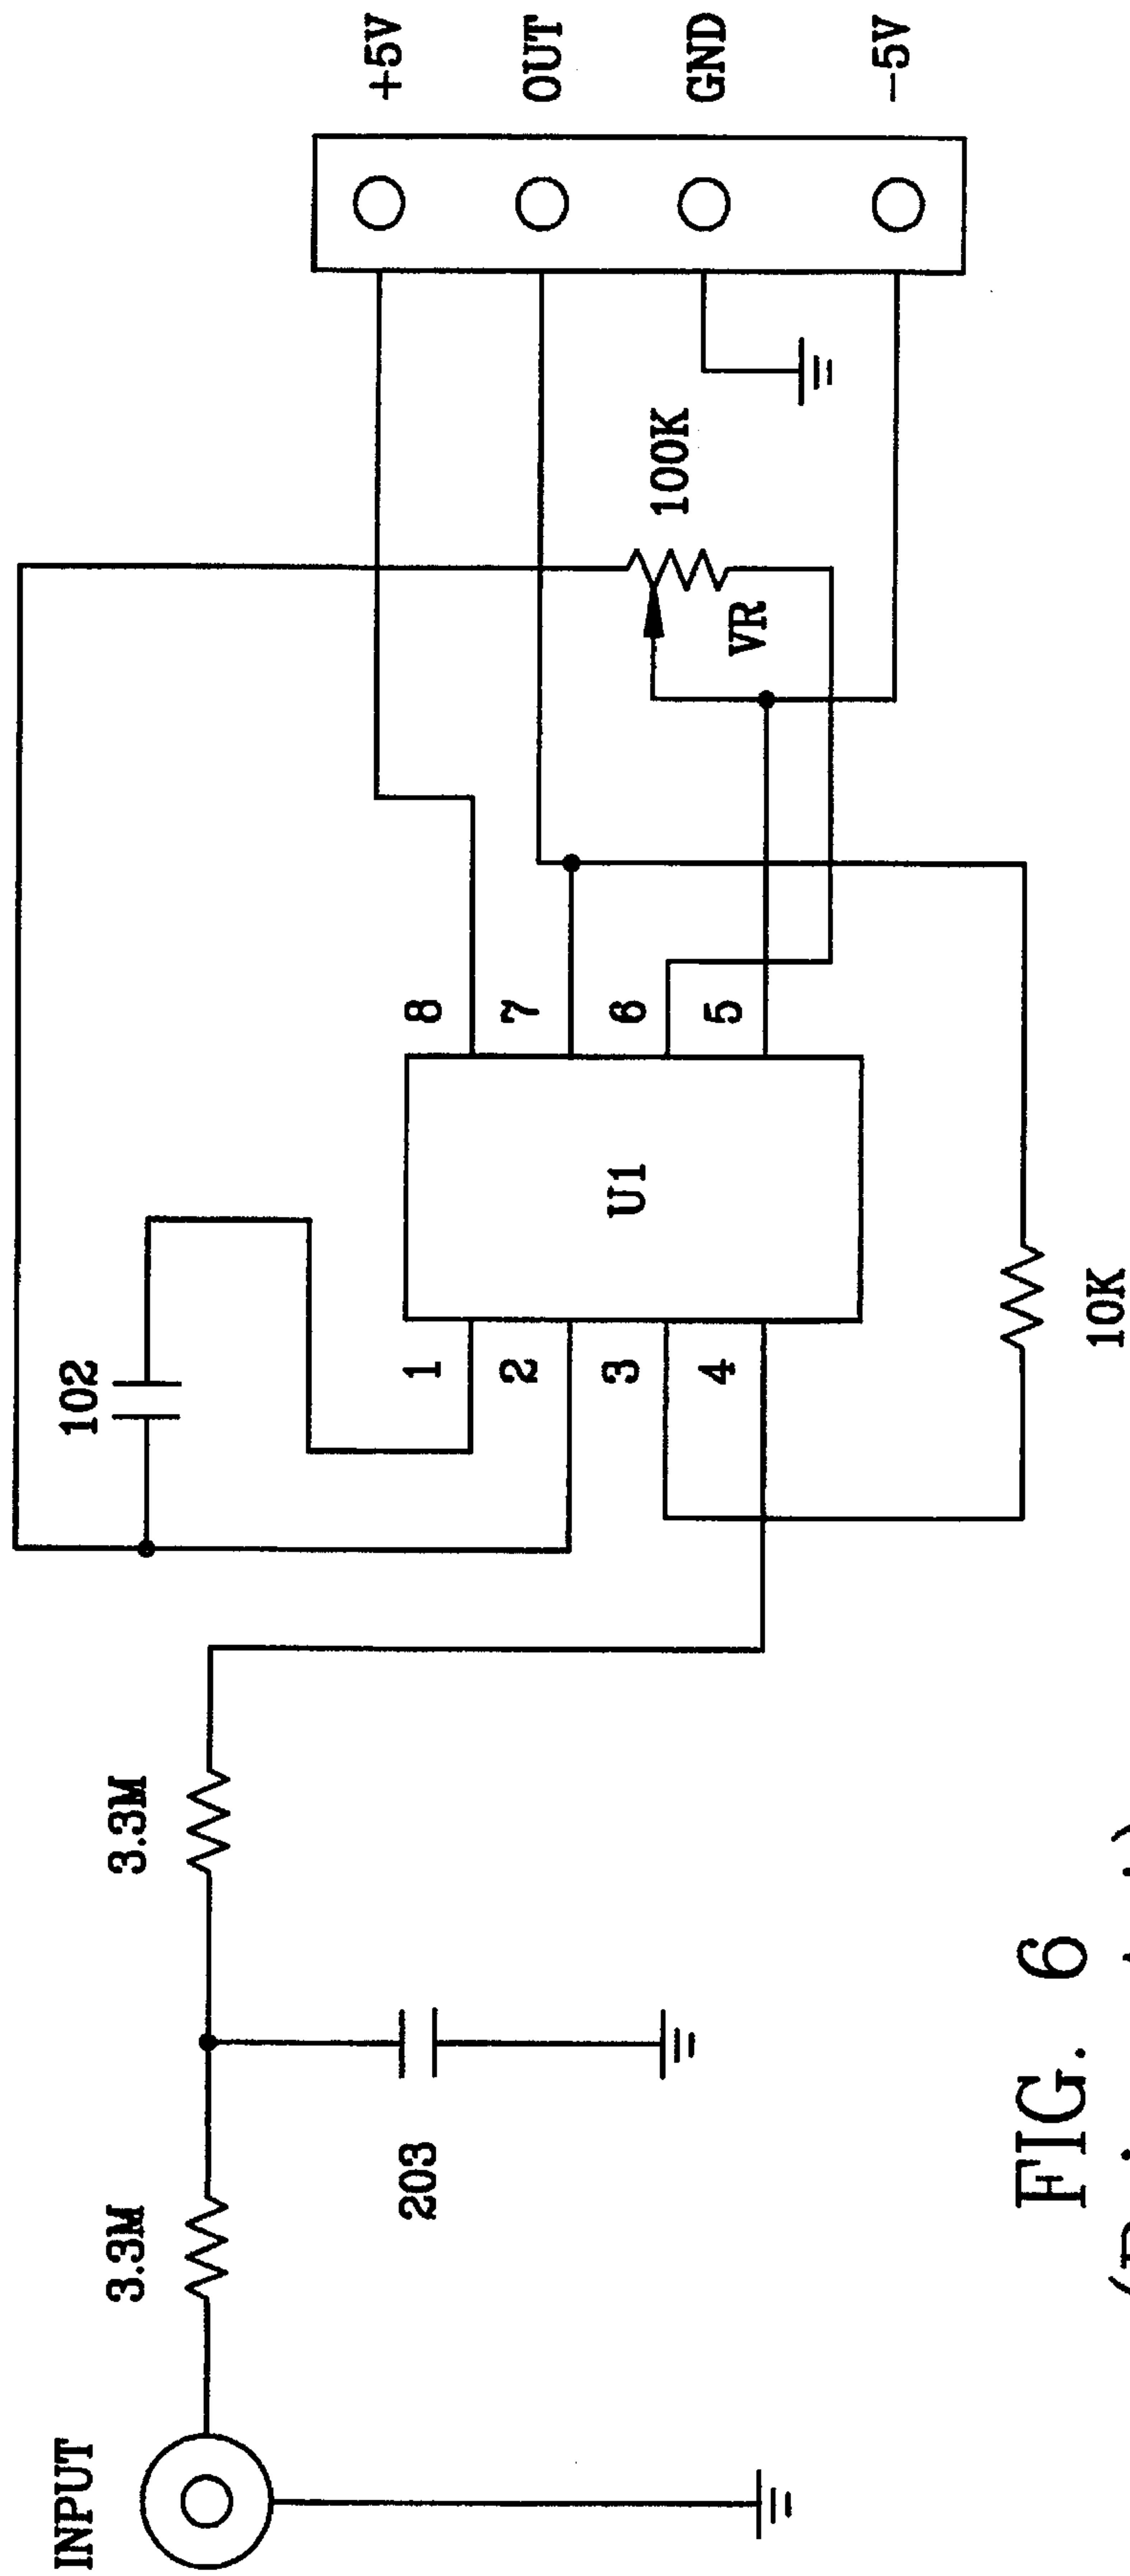 INPUT
3.3M
203
3.3M
102
1
2
3
4
U1
8
7
6
5
10K
VR
100K
+5V
OUT
GND
-5V
FIG. 6